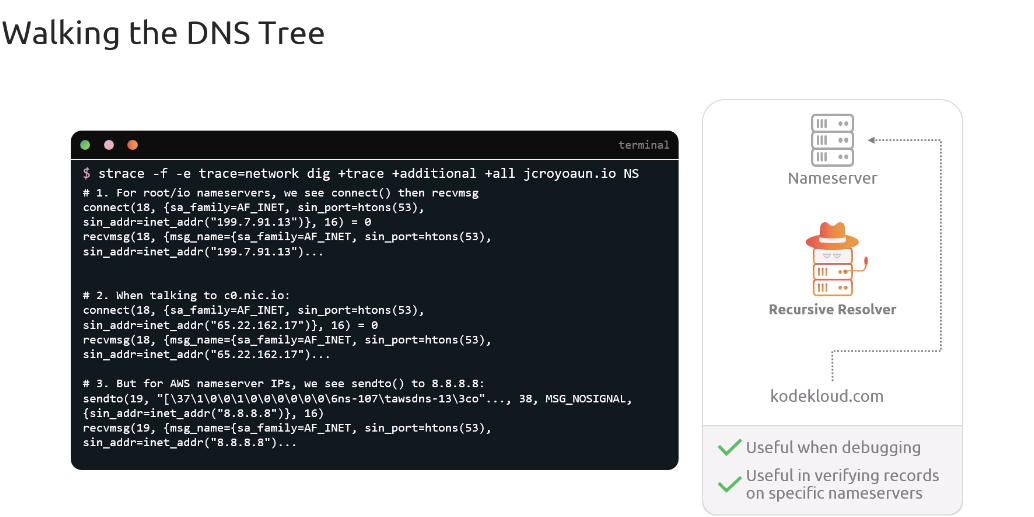 Walking the DNS Tree
terminal
$ strace -f -e trace=network dig +trace +additional +all jcroyoaun.io NS
# 1. For root/io nameservers, we see connect() then recvmsg
connect(18, {sa_family=AF_INET, sin_port=htons(53),
sin_addr=inet_addr("199.7.91.13")}, 16) = 0
recvmsg(18, {msg_name={sa_family=AF_INET, sin_port=htons(53),
sin_addr=inet_addr("199.7.91.13")...
# 2. When talking to c0.nic.io:
connect(18, {sa_family=AF_INET, sin_port=htons(53),
sin_addr=inet_addr("65.22.162.17")}, 16) = 0
recvmsg(18, {msg_name={sa_family=AF_INET, sin_port=htons(53),
sin_addr=inet_addr("65.22.162.17")...
# 3. But for AWS nameserver IPs, we see sendto() to 8.8.8.8:
sendto(19, "[\37\1\0\0\1\0\0\0\0\0\0\6ns-107\tawsdns-13\3co"..., 38, MSG_NOSIGNAL,
{sin_addr=inet_addr("8.8.8.8")}, 16)
recvmsg(19, {msg_name={sa_family=AF_INET, sin_port=htons(53),
sin_addr=inet_addr("8.8.8.8")...
Nameserver
Recursive Resolver
kodekloud.com
Useful when debugging
Useful in verifying records
on specific nameservers